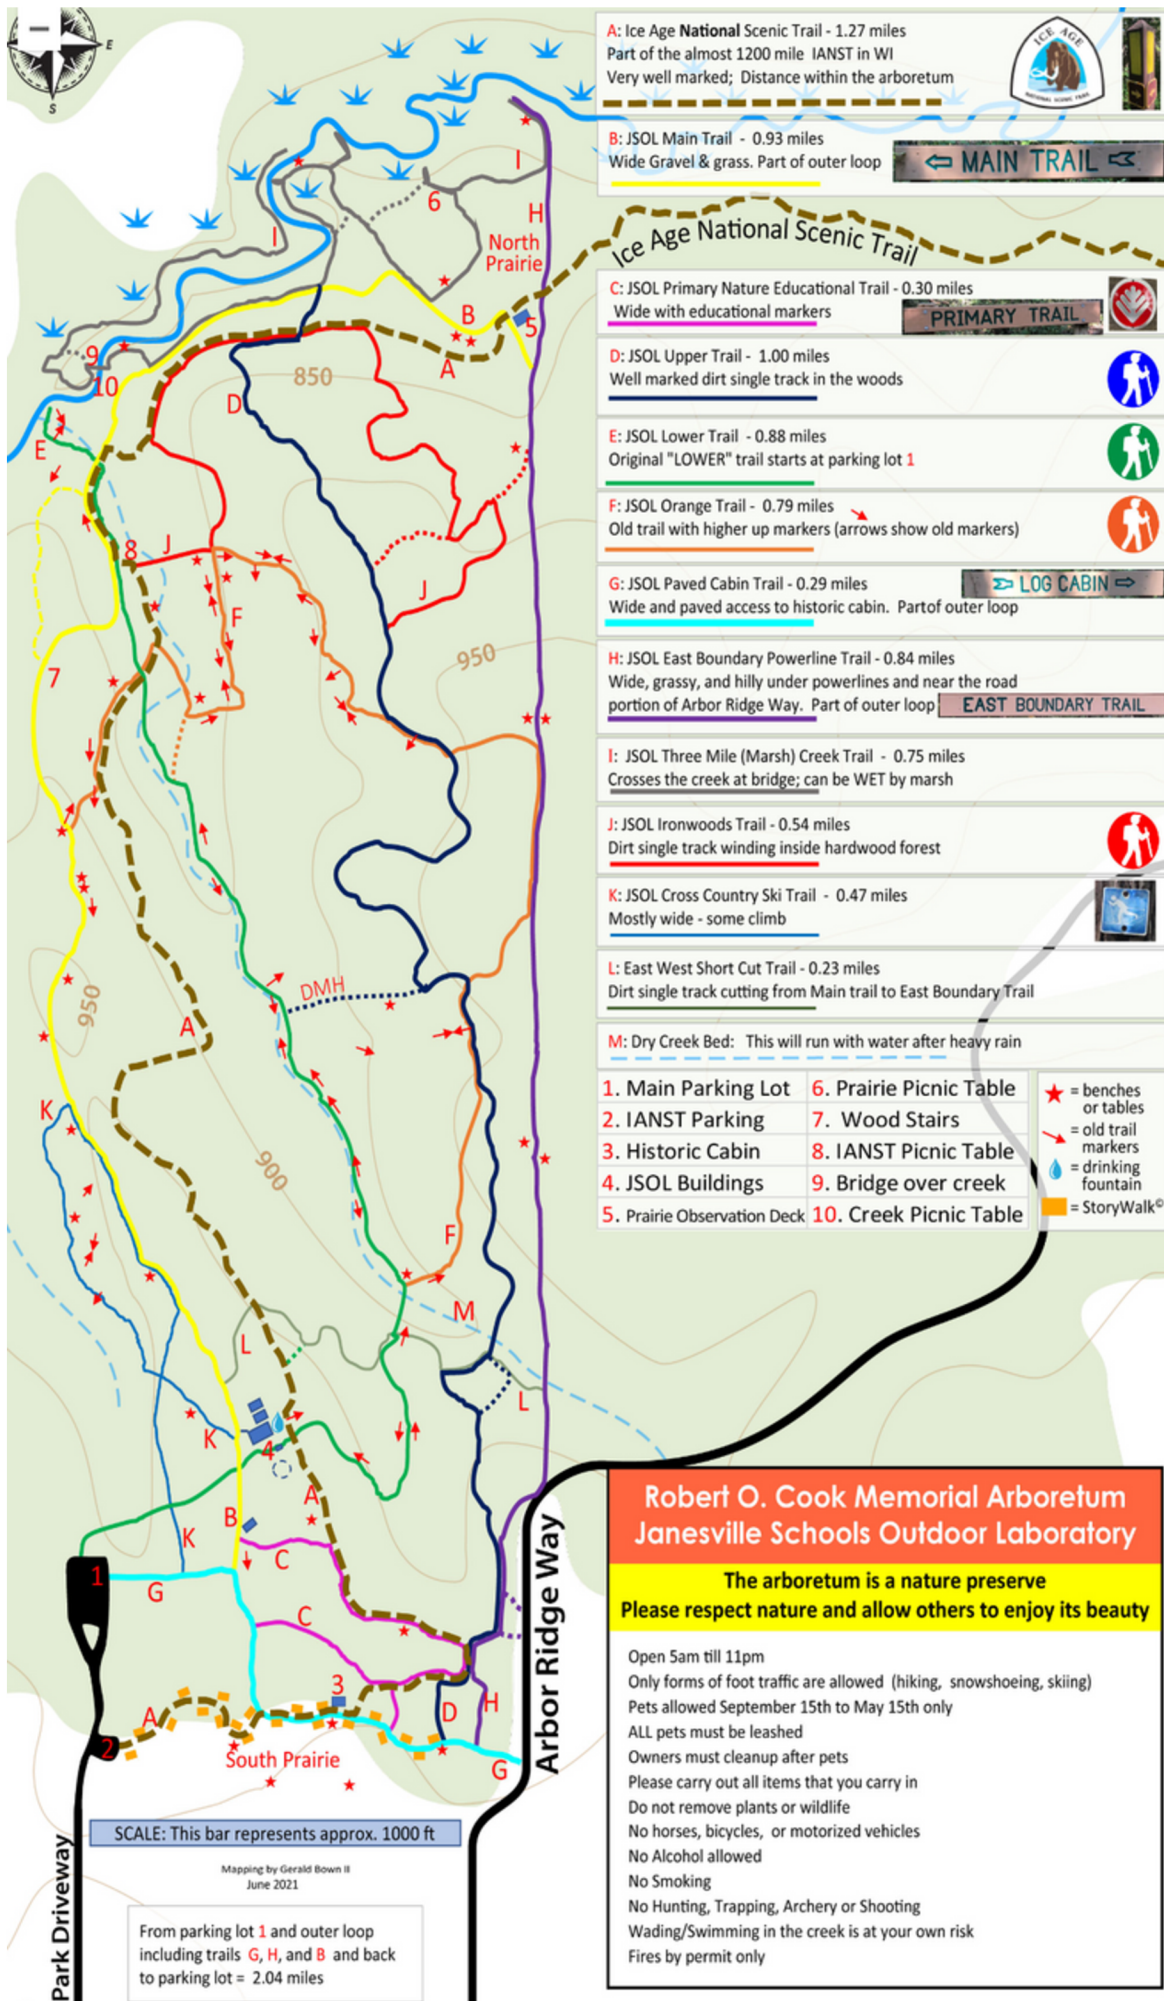 E
S
A: Ice Age National Scenic Trail - 1.27 miles
Part of the almost 1200 mile IANST in WI
Very well marked; Distance within the arboretum
ICE AGE
NATIONAL SCENIC TRAIL
B: JSOL Main Trail - 0.93 miles
Wide Gravel & grass. Part of outer loop
MAIN TRAIL
Ice Age National Scenic Trail
C: JSOL Primary Nature Educational Trail - 0.30 miles
Wide with educational markers
PRIMARY TRAIL
D: JSOL Upper Trail - 1.00 miles
Well marked dirt single track in the woods
E: JSOL Lower Trail - 0.88 miles
Original "LOWER" trail starts at parking lot 1
F: JSOL Orange Trail - 0.79 miles
Old trail with higher up markers (arrows show old markers)
G: JSOL Paved Cabin Trail - 0.29 miles
Wide and paved access to historic cabin. Partof outer loop
LOG CABIN
H: JSOL East Boundary Powerline Trail - 0.84 miles
Wide, grassy, and hilly under powerlines and near the road
portion of Arbor Ridge Way. Part of outer loop
EAST BOUNDARY TRAIL
I: JSOL Three Mile (Marsh) Creek Trail - 0.75 miles
Crosses the creek at bridge; can be WET by marsh
J: JSOL Ironwoods Trail - 0.54 miles
Dirt single track winding inside hardwood forest
K: JSOL Cross Country Ski Trail - 0.47 miles
Mostly wide - some climb
L: East West Short Cut Trail - 0.23 miles
Dirt single track cutting from Main trail to East Boundary Trail
M: Dry Creek Bed: This will run with water after heavy rain
1. Main Parking Lot
2. IANST Parking
3. Historic Cabin
4. JSOL Buildings
5. Prairie Observation Deck
6. Prairie Picnic Table
7. Wood Stairs
8. IANST Picnic Table
9. Bridge over creek
10. Creek Picnic Table
= benches
or tables
= old trail
markers
= drinking
fountain
= StoryWalk©
I
6
H
I
North
Prairie
B
5
A
9
10
850
D
E
8
J
F
J
950
7
DMH
950
A
K
900
F
M
L
L
K
4
A
B
K
C
1
G
C
3
A
D
H
2
South Prairie
G
Arbor Ridge Way
Park Driveway
SCALE: This bar represents approx. 1000 ft
Mapping by Gerald Bown II
June 2021
From parking lot 1 and outer loop
including trails G, H, and B and back
to parking lot = 2.04 miles
Robert O. Cook Memorial Arboretum
Janesville Schools Outdoor Laboratory
The arboretum is a nature preserve
Please respect nature and allow others to enjoy its beauty
Open 5am till 11pm
Only forms of foot traffic are allowed (hiking, snowshoeing, skiing)
Pets allowed September 15th to May 15th only
ALL pets must be leashed
Owners must cleanup after pets
Please carry out all items that you carry in
Do not remove plants or wildlife
No horses, bicycles, or motorized vehicles
No Alcohol allowed
No Smoking
No Hunting, Trapping, Archery or Shooting
Wading/Swimming in the creek is at your own risk
Fires by permit only